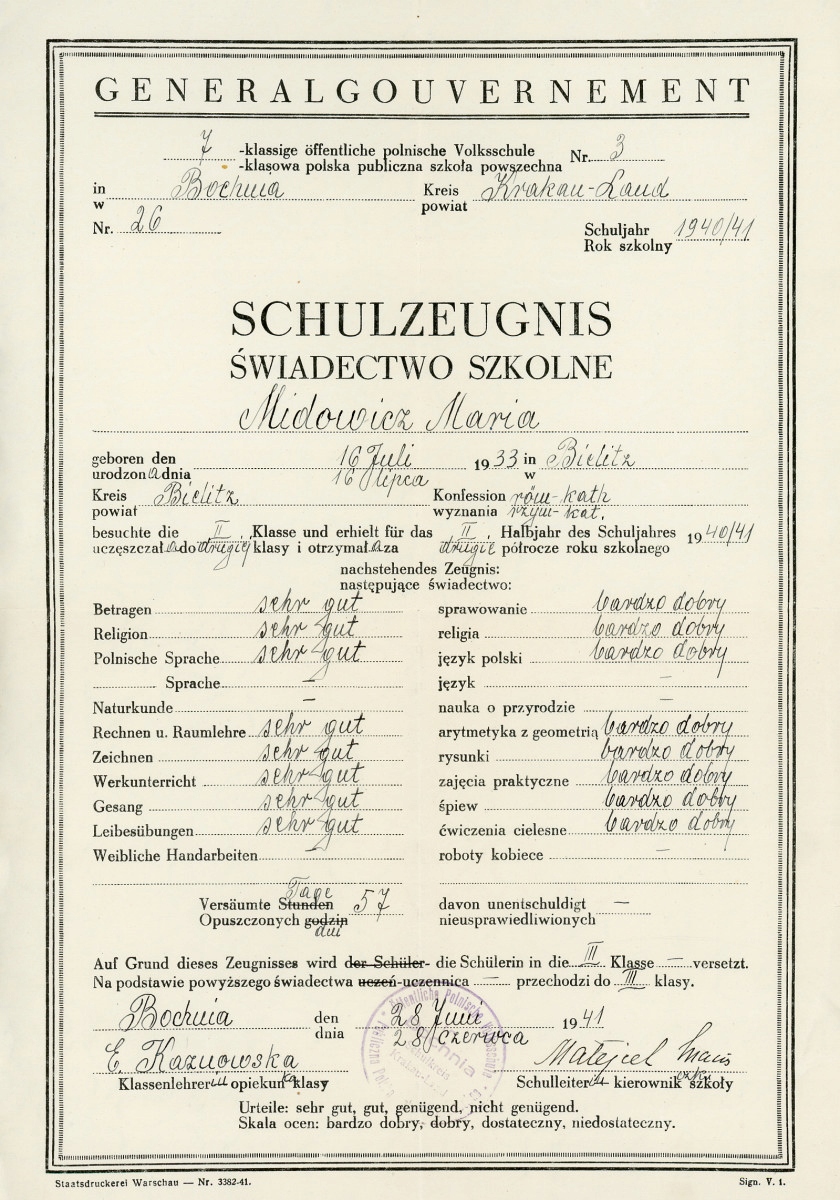 GENERALGOUVERNEMENT
7 -klassige öffentliche polnische Volksschule Nr. 3
-klasowa polska publiczna szkoła powszechna
in Bochnia Kreis Krakau-Land
w powiat
Nr. 26 Schuljahr 1940/41
Rok szkolny
SCHULZEUGNIS
ŚWIADECTWO SZKOLNE
Midowicz Maria
geboren den 16 Juli 1933 in Bielitz
urodzona dnia 16 lipca w
Kreis Bielitz Konfession röm-kath
powiat wyznania rzym-kat.
besuchte die II. Klasse und erhielt für das II. Halbjahr des Schuljahres 1940/41
uczęszczała do drugiej klasy i otrzymała za drugie półrocze roku szkolnego
nachstehendes Zeugnis:
następujące świadectwo:
Betragen sehr gut sprawowanie bardzo dobry
Religion sehr gut religia bardzo dobry
Polnische Sprache sehr gut język polski bardzo dobry
Sprache — język —
Naturkunde — nauka o przyrodzie —
Rechnen u. Raumlehre sehr gut arytmetyka z geometrią bardzo dobry
Zeichnen sehr gut rysunki bardzo dobry
Werkunterricht sehr gut zajęcia praktyczne bardzo dobry
Gesang sehr gut śpiew bardzo dobry
Leibesübungen sehr gut ćwiczenia cielesne bardzo dobry
Weibliche Handarbeiten — roboty kobiece —
Tage
Versäumte Stunden 57 davon unentschuldigt —
Opuszczonych godzin nieusprawiedliwionych
dni
Auf Grund dieses Zeugnisses wird der Schüler- die Schülerin in die III Klasse — versetzt.
Na podstawie powyższego świadectwa uczeń-uczennica — przechodzi do III klasy.
Bochnia den 28 Juni 1941
dnia 28 czerwca
E. Kaznowska Matejcel
Klassenlehrer in opiekunka klasy Schulleiter kierownik szkoły
Urteile: sehr gut, gut, genügend, nicht genügend.
Skala ocen: bardzo dobry, dobry, dostateczny, niedostateczny.
Staatsdruckerei Warschau — Nr. 3382-41. Sign. V. 1.